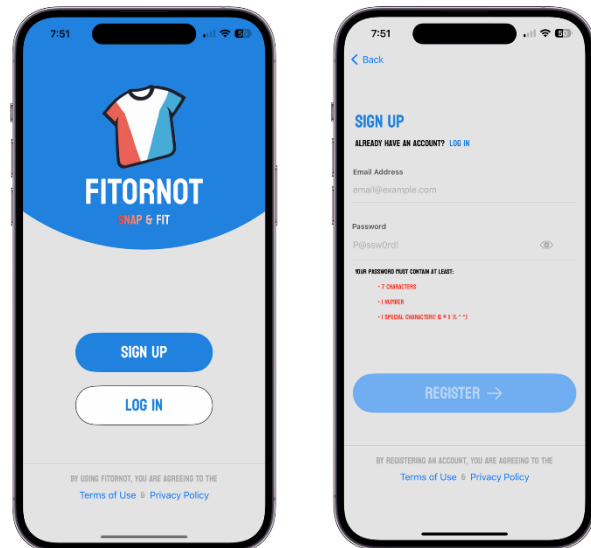 7:51
FITORNOT
SNAP & FIT
SIGN UP
LOG IN
BY USING FITORNOT, YOU ARE AGREEING TO THE
Terms of Use & Privacy Policy
7:51
Back
SIGN UP
ALREADY HAVE AN ACCOUNT? LOG IN
Email Address
email@example.com
Password
P@ssw0rd!
YOUR PASSWORD MUST CONTAIN AT LEAST:
• 7 CHARACTERS
• 1 NUMBER
• 1 SPECIAL CHARACTER
REGISTER →
BY REGISTERING AN ACCOUNT, YOU ARE AGREEING TO THE
Terms of Use & Privacy Policy